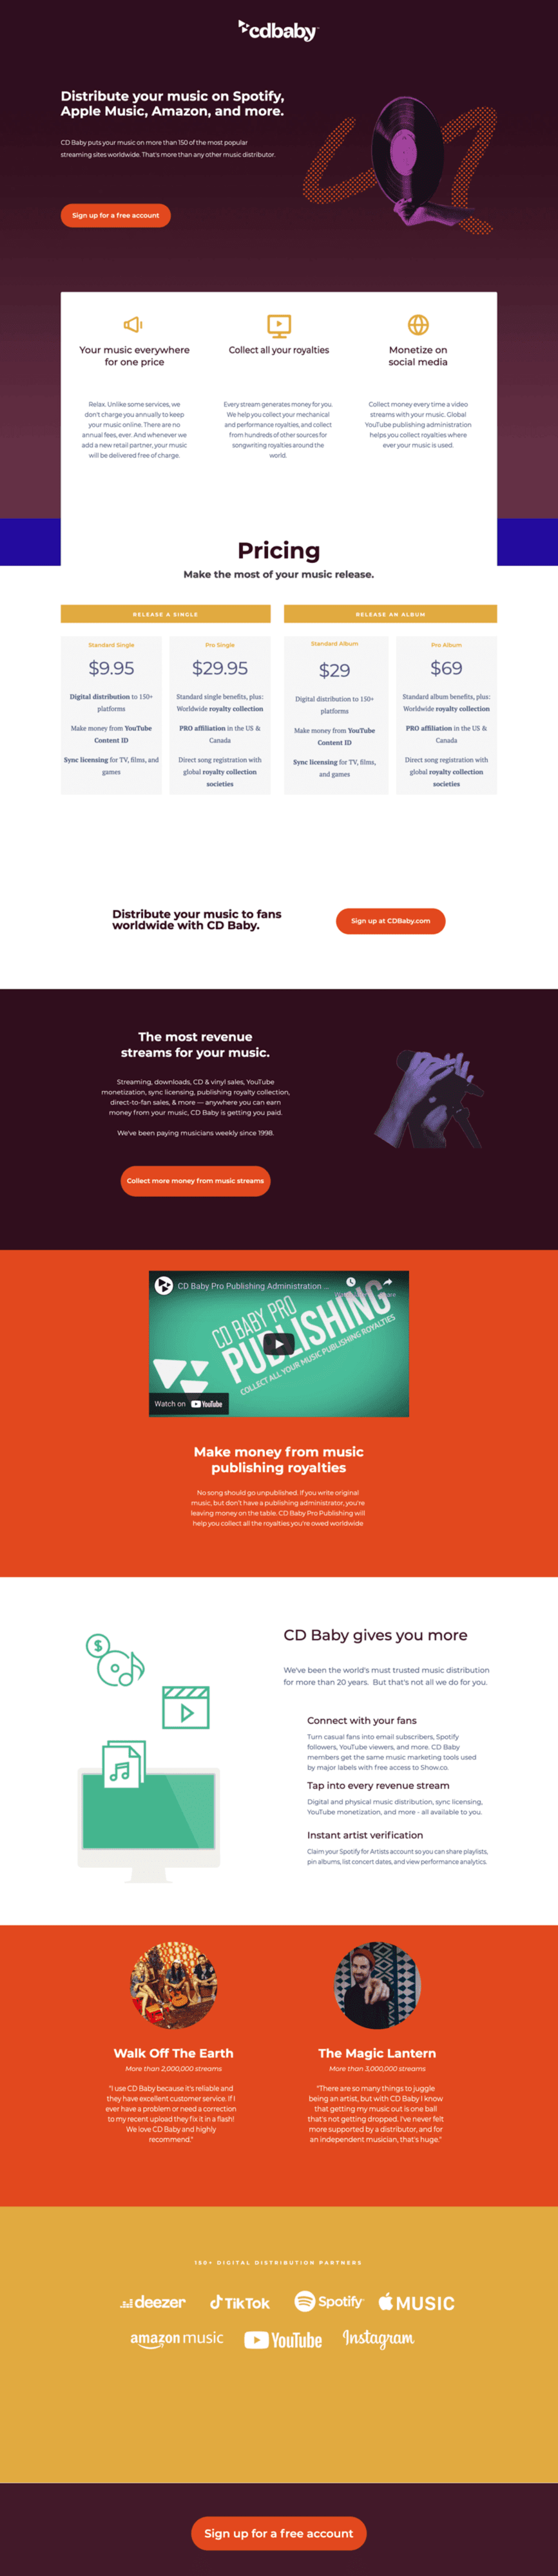 cdbaby
Distribute your music on Spotify,
Apple Music, Amazon, and more.
CD Baby puts your music on more than 150 of the most popular
streaming sites worldwide. That's more than any other music distributor.
Sign up for a free account
Your music everywhere
for one price
Relax. Unlike some services, we
don't charge you annually to keep
your music online. There are no
annual fees, ever. And whenever we
add a new retail partner, your music
will be delivered free of charge.
Collect all your royalties
Every stream generates money for you.
We help you collect your mechanical
and performance royalties, and collect
from hundreds of other sources for
songwriting royalties around the
world.
Monetize on
social media
Collect money every time a video
streams with your music. Global
YouTube publishing administration
helps you collect royalties where
ever your music is used.
Pricing
Make the most of your music release.
RELEASE A SINGLE
Standard Single
$9.95
Digital distribution to 150+
platforms
Make money from YouTube
Content ID
Sync licensing for TV, films, and
games
Pro Single
$29.95
Standard single benefits, plus:
Worldwide royalty collection
PRO affiliation in the US &
Canada
Direct song registration with
global royalty collection
societies
RELEASE AN ALBUM
Standard Album
$29
Digital distribution to 150+
platforms
Make money from YouTube
Content ID
Sync licensing for TV, films,
and games
Pro Album
$69
Standard album benefits, plus:
Worldwide royalty collection
PRO affiliation in the US &
Canada
Direct song registration with
global royalty collection
societies
Distribute your music to fans
worldwide with CD Baby.
Sign up at CDBaby.com
The most revenue
streams for your music.
Streaming, downloads, CD & vinyl sales, YouTube
monetization, sync licensing, publishing royalty collection,
direct-to-fan sales, & more — anywhere you can earn
money from your music, CD Baby is getting you paid.
We've been paying musicians weekly since 1998.
Collect more money from music streams
CD Baby Pro Publishing Administration ...
CD BABY PRO
PUBLISHING
COLLECT ALL YOUR MUSIC PUBLISHING ROYALTIES
Watch on YouTube
Make money from music
publishing royalties
No song should go unpublished. If you write original
music, but don't have a publishing administrator, you're
leaving money on the table. CD Baby Pro Publishing will
help you collect all the royalties you're owed worldwide
CD Baby gives you more
We've been the world's must trusted music distribution
for more than 20 years. But that's not all we do for you.
Connect with your fans
Turn casual fans into email subscribers, Spotify
followers, YouTube viewers, and more. CD Baby
members get the same music marketing tools used
by major labels with free access to Show.co.
Tap into every revenue stream
Digital and physical music distribution, sync licensing,
YouTube monetization, and more - all available to you.
Instant artist verification
Claim your Spotify for Artists account so you can share playlists,
pin albums, list concert dates, and view performance analytics.
Walk Off The Earth
More than 2,000,000 streams
"I use CD Baby because it's reliable and
they have excellent customer service. If I
ever have a problem or need a correction
to my recent upload they fix it in a flash!
We love CD Baby and highly
recommend."
The Magic Lantern
More than 3,000,000 streams
"There are so many things to juggle
being an artist, but with CD Baby I know
that getting my music out is one ball
that's not getting dropped. I've never felt
more supported by a distributor, and for
an independent musician, that's huge."
150+ DIGITAL DISTRIBUTION PARTNERS
deezer
TikTok
Spotify
MUSIC
amazon music
YouTube
Instagram
Sign up for a free account